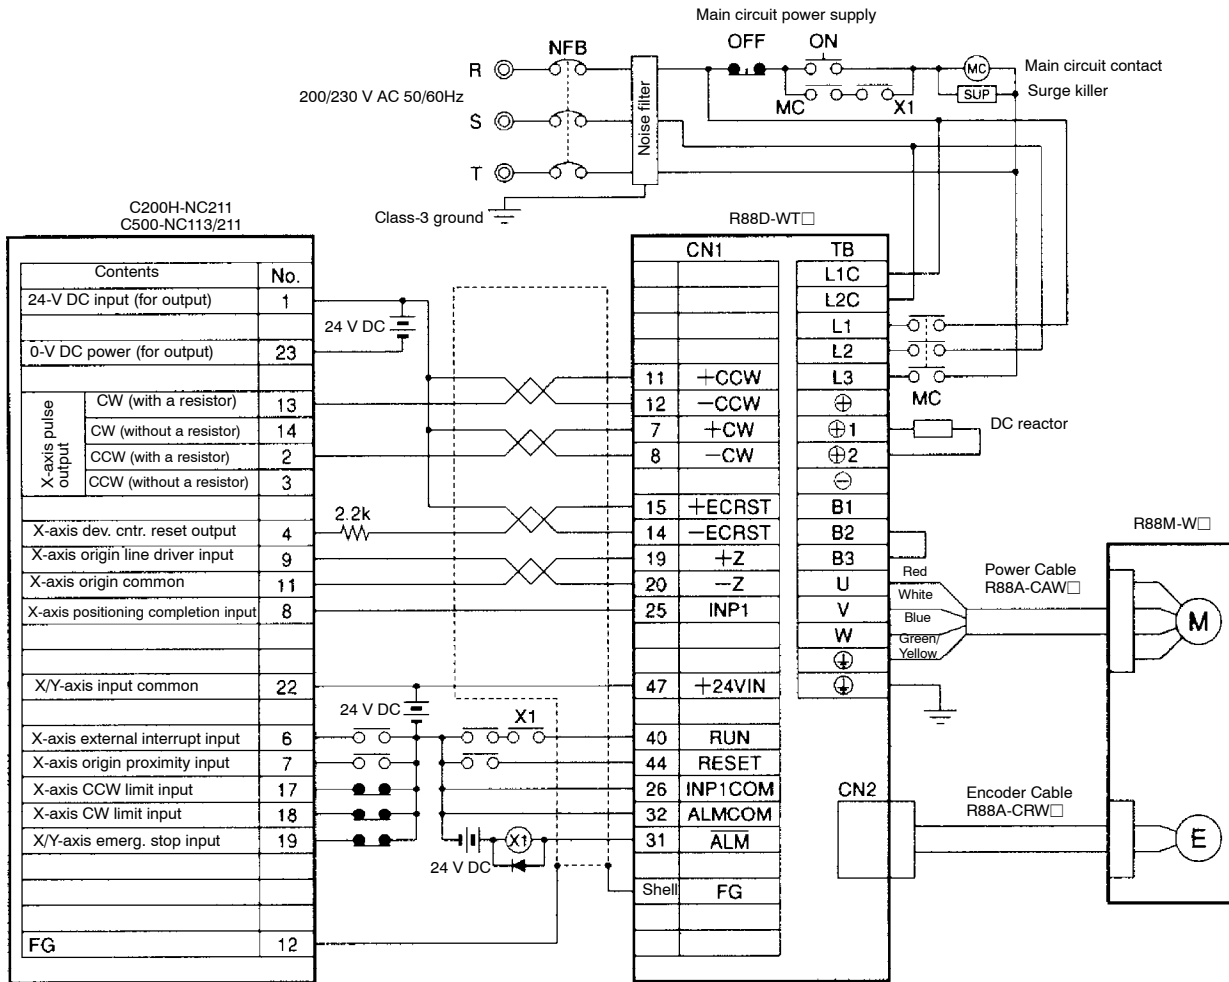 Main circuit power supply
OFF ON
NFB
R
MC Main circuit contact
SUP Surge killer
MC X1
200/230 V AC 50/60Hz
S
Noise filter
T
Class-3 ground
C200H-NC211
C500-NC113/211
R88D-WT□
Contents No.
24-V DC input (for output) 1
0-V DC power (for output) 23
X-axis pulse output
CW (with a resistor) 13
CW (without a resistor) 14
CCW (with a resistor) 2
CCW (without a resistor) 3
X-axis dev. cntr. reset output 4
X-axis origin line driver input 9
X-axis origin common 11
X-axis positioning completion input 8
X/Y-axis input common 22
X-axis external interrupt input 6
X-axis origin proximity input 7
X-axis CCW limit input 17
X-axis CW limit input 18
X/Y-axis emerg. stop input 19
FG 12
24 V DC
2.2k
24 V DC
X1
X1
24 V DC
CN1
11 +CCW
12 −CCW
7 +CW
8 −CW
15 +ECRST
14 −ECRST
19 +Z
20 −Z
25 INP1
47 +24VIN
40 RUN
44 RESET
26 INP1COM
32 ALMCOM
31 ALM
Shell FG
TB
L1C
L2C
L1
L2
L3
⊕
⊕1
⊕2
⊖
B1
B2
B3
U
V
W
MC
DC reactor
Red
White
Blue
Green/
Yellow
Power Cable
R88A-CAW□
R88M-W□
M
CN2
Encoder Cable
R88A-CRW□
E